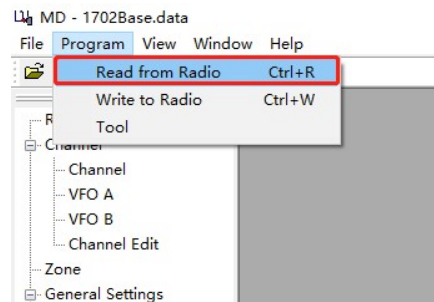 MD - 1702Base.data
File Program View Window Help
Read from Radio Ctrl+R
Write to Radio Ctrl+W
Tool
R
Channel
Channel
VFO A
VFO B
Channel Edit
Zone
General Settings